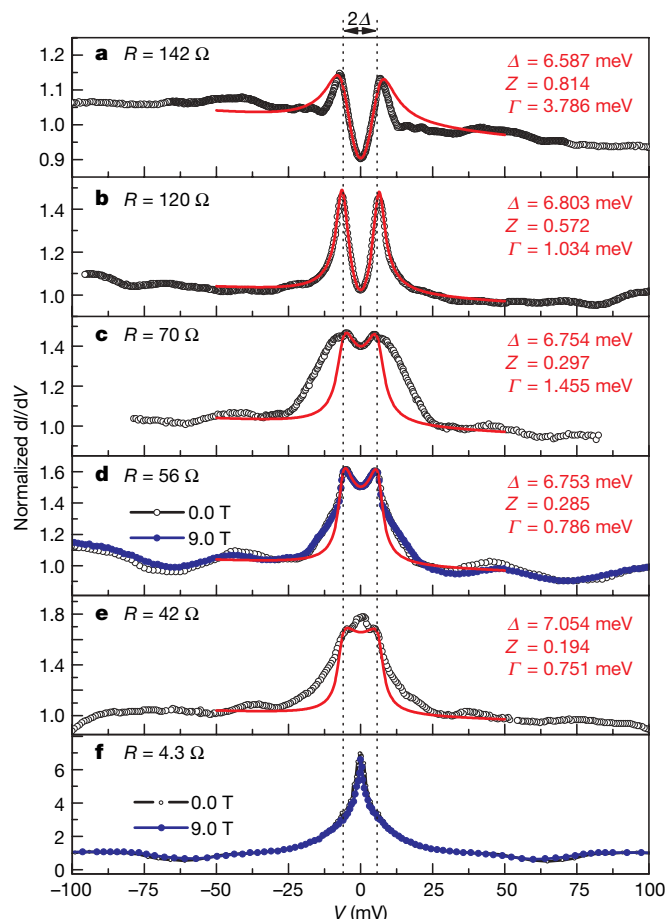 2Δ
a R = 142 Ω
Δ = 6.587 meV
Z = 0.814
Γ = 3.786 meV
1.2
1.1
1.0
0.9
b R = 120 Ω
Δ = 6.803 meV
Z = 0.572
Γ = 1.034 meV
1.4
1.2
1.0
c R = 70 Ω
Δ = 6.754 meV
Z = 0.297
Γ = 1.455 meV
1.4
1.2
1.0
Normalized dI/dV
d R = 56 Ω
0.0 T
9.0 T
Δ = 6.753 meV
Z = 0.285
Γ = 0.786 meV
1.6
1.4
1.2
1.0
e R = 42 Ω
Δ = 7.054 meV
Z = 0.194
Γ = 0.751 meV
1.8
1.4
1.0
f R = 4.3 Ω
0.0 T
9.0 T
6
4
2
0
−100 −75 −50 −25 0 25 50 75 100
V (mV)